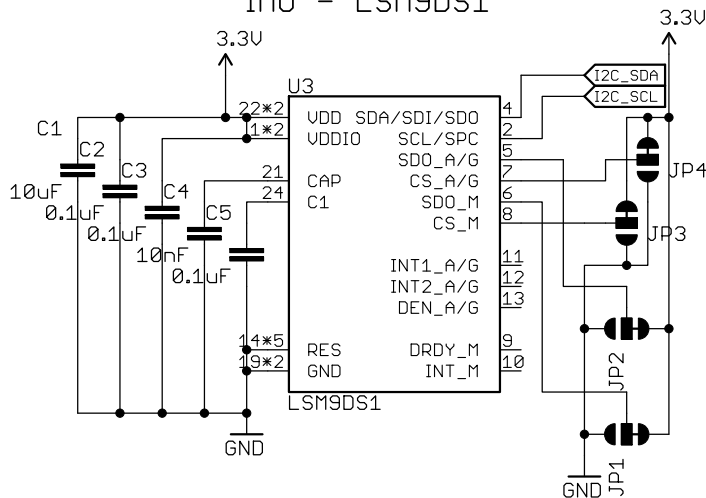 IMU - LSM9DS1
3.3V
3.3V
U3
I2C_SDA
I2C_SCL
22*2 VDD SDA/SDI/SDO 4
1*2 VDDIO SCL/SPC 2
SDO_A/G 5
21 CAP CS_A/G 7
24 C1 SDO_M 6
CS_M 8
INT1_A/G 11
INT2_A/G 12
DEN_A/G 13
14*5 RES DRDY_M 9
19*2 GND INT_M 10
LSM9DS1
C1
10uF
C2
0.1uF
C3
0.1uF
C4
10nF
C5
0.1uF
GND
JP4
JP3
JP2
JP1
GND